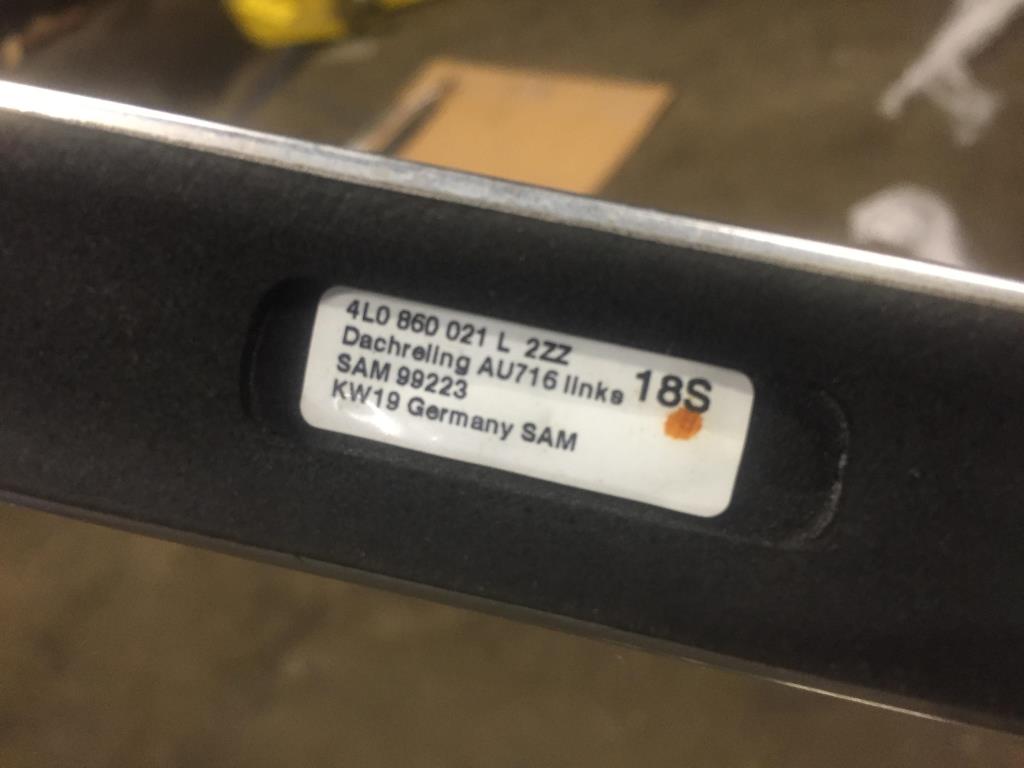 4L0 860 021 L 2ZZ
Dachreling AU716 links 18S
SAM 99223
KW19 Germany SAM